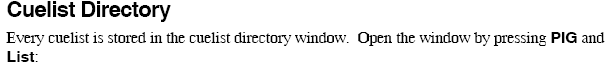 Cuelist Directory
Every cuelist is stored in the cuelist directory window.  Open the window by pressing PIG and
List: